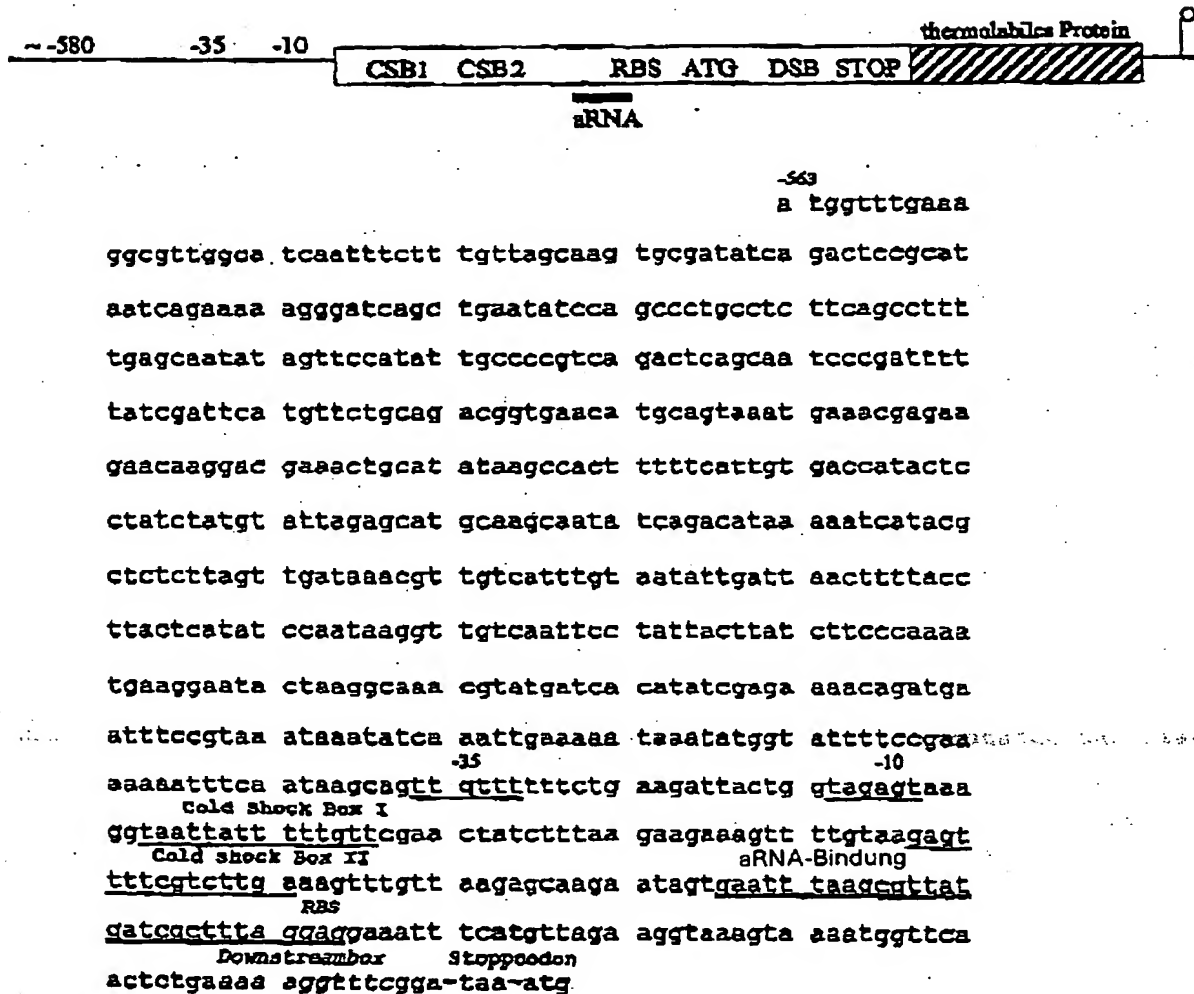 thermolabiles Protein
~ -580 -35 -10
CSB1 CSB2 RBS ATG DSB STOP
aRNA
-563
a tggtttgaaa
ggcgttggca tcaatttctt tgttagcaag tgcgatatca gactccgcat
aatcagaaaa agggatcagc tgaatatcca gccctgcctc ttcagccttt
tgagcaatat agttccatat tgccccgtca gactcagcaa tcccgatttt
tatcgattca tgttctgcag acggtgaaca tgcagtaaat gaaacgagaa
gaacaaggac gaaactgcat ataagccact ttttcattgt gaccatactc
ctatctatgt attagagcat gcaagcaata tcagacataa aaatcatacg
ctctcttagt tgataaacgt tgtcatttgt aatattgatt aacttttacc
ttactcatat ccaataaggt tgtcaattcc tattacttat cttcccaaaa
tgaaggaata ctaaggcaaa cgtatgatca catatcgaga aaacagatga
atttccgtaa ataaatatca aattgaaaaa taaatatggt attttccgaa
-35 -10
aaaaatttca ataagcagtt gttttttctg aagattactg gtagagtaaa
Cold Shock Box I
ggtaattatt tttgttcgaa ctatctttaa gaagaaagtt ttgtaagagt
Cold shock Box II aRNA-Bindung
tttcgtcttg aaagtttgtt aagagcaaga atagtgaatt taagcgttat
RBS
gatcgcttta ggaggaaatt tcatgttaga aggtaaagta aaatggttca
Downstreambox Stoppcodon
actctgaaaa aggtttcgga-taa-atg